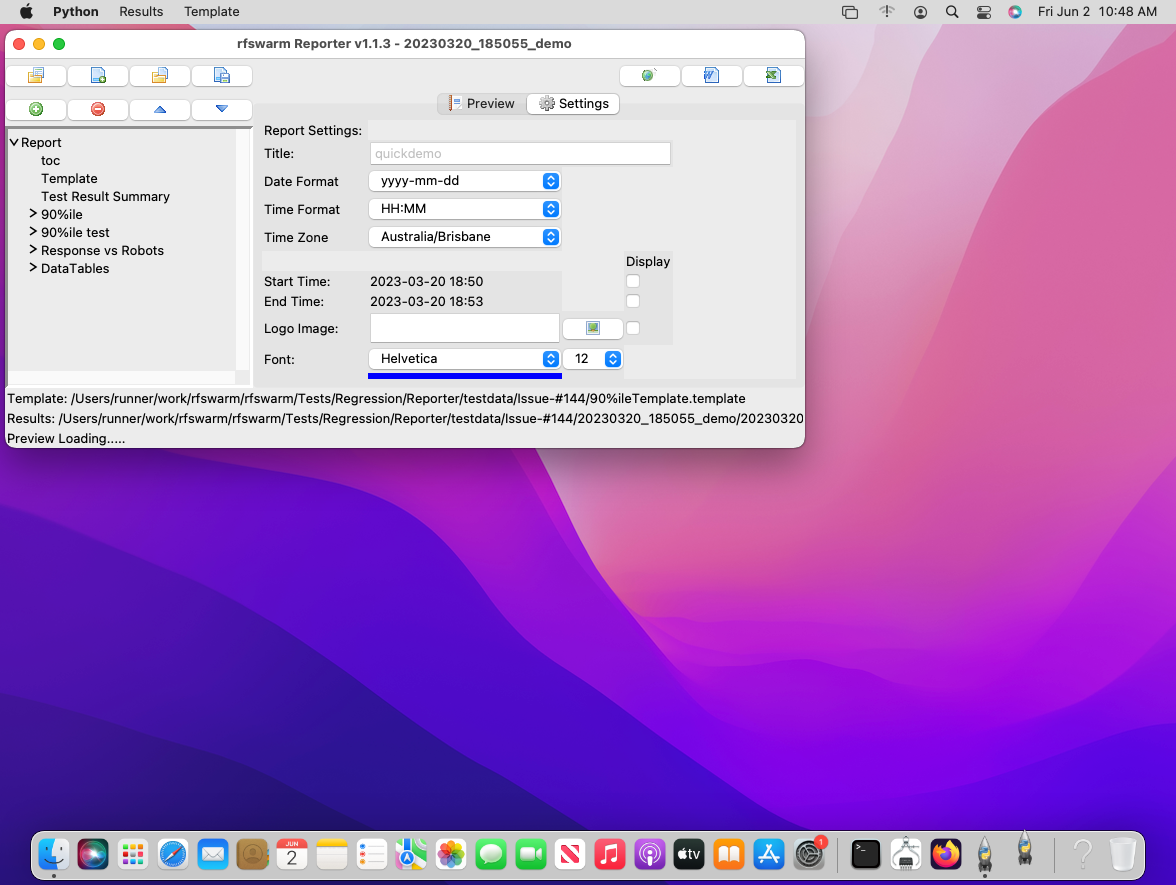 Python Results Template Fri Jun 2 10:48 AM
rfswarm Reporter v1.1.3 - 20230320_185055_demo
Preview Settings
Report
toc
Template
Test Result Summary
90%ile
90%ile test
Response vs Robots
DataTables
Report Settings:
Title: quickdemo
Date Format yyyy-mm-dd
Time Format HH:MM
Time Zone Australia/Brisbane
Display
Start Time: 2023-03-20 18:50
End Time: 2023-03-20 18:53
Logo Image:
Font: Helvetica 12
Template: /Users/runner/work/rfswarm/rfswarm/Tests/Regression/Reporter/testdata/Issue-#144/90%ileTemplate.template
Results: /Users/runner/work/rfswarm/rfswarm/Tests/Regression/Reporter/testdata/Issue-#144/20230320_185055_demo/20230320
Preview Loading.....
JUN
2
tv
1
>_
?